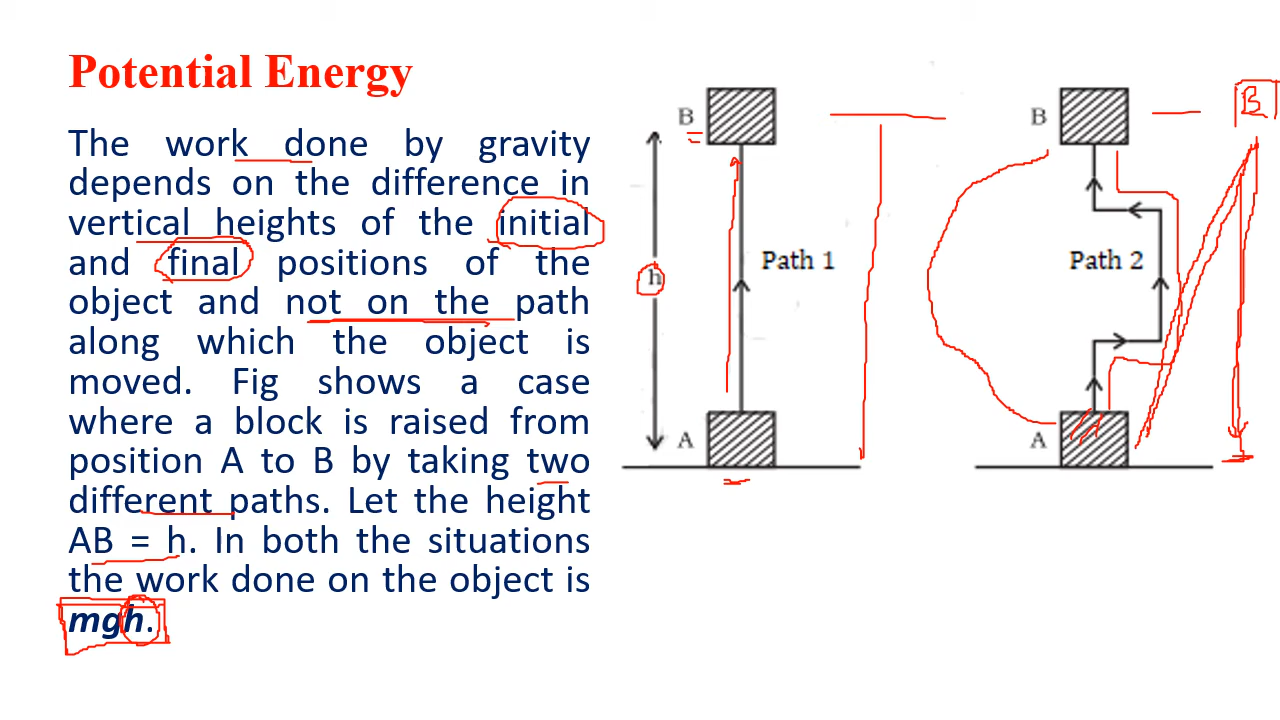 Potential Energy
The work done by gravity
depends on the difference in
vertical heights of the initial
and final positions of the
object and not on the path
along which the object is
moved. Fig shows a case
where a block is raised from
position A to B by taking two
different paths. Let the height
AB = h. In both the situations
the work done on the object is
mgh.
B
h
Path 1
A
B
Path 2
A
B